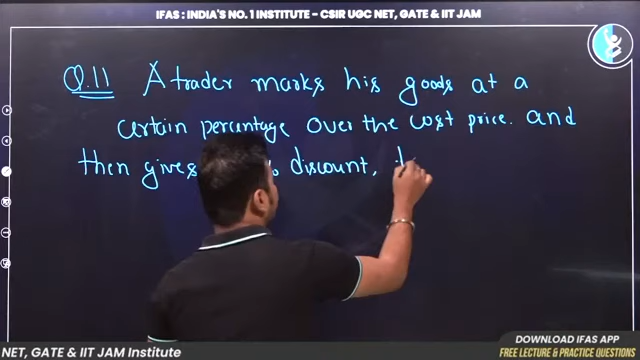 IFAS : INDIA'S NO. 1 INSTITUTE - CSIR UGC NET, GATE & IIT JAM
Q.11 A trader marks his goods at a
certain percentage over the cost price. and
then gives % discount,
NET, GATE & IIT JAM Institute
DOWNLOAD IFAS APP
FREE LECTURE & PRACTICE QUESTIONS